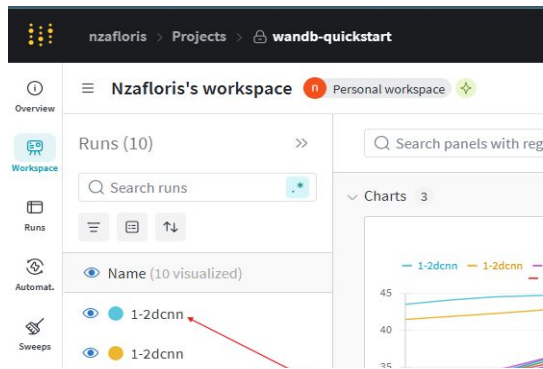 nzafloris > Projects > wandb-quickstart
Overview
Nzafloris's workspace n Personal workspace
Workspace
Runs (10) >>
Search panels with reg
Search runs .*
Charts 3
Runs
Name (10 visualized)
1-2dcnn 1-2dcnn
Automat.
45
1-2dcnn
40
Sweeps
1-2dcnn
35